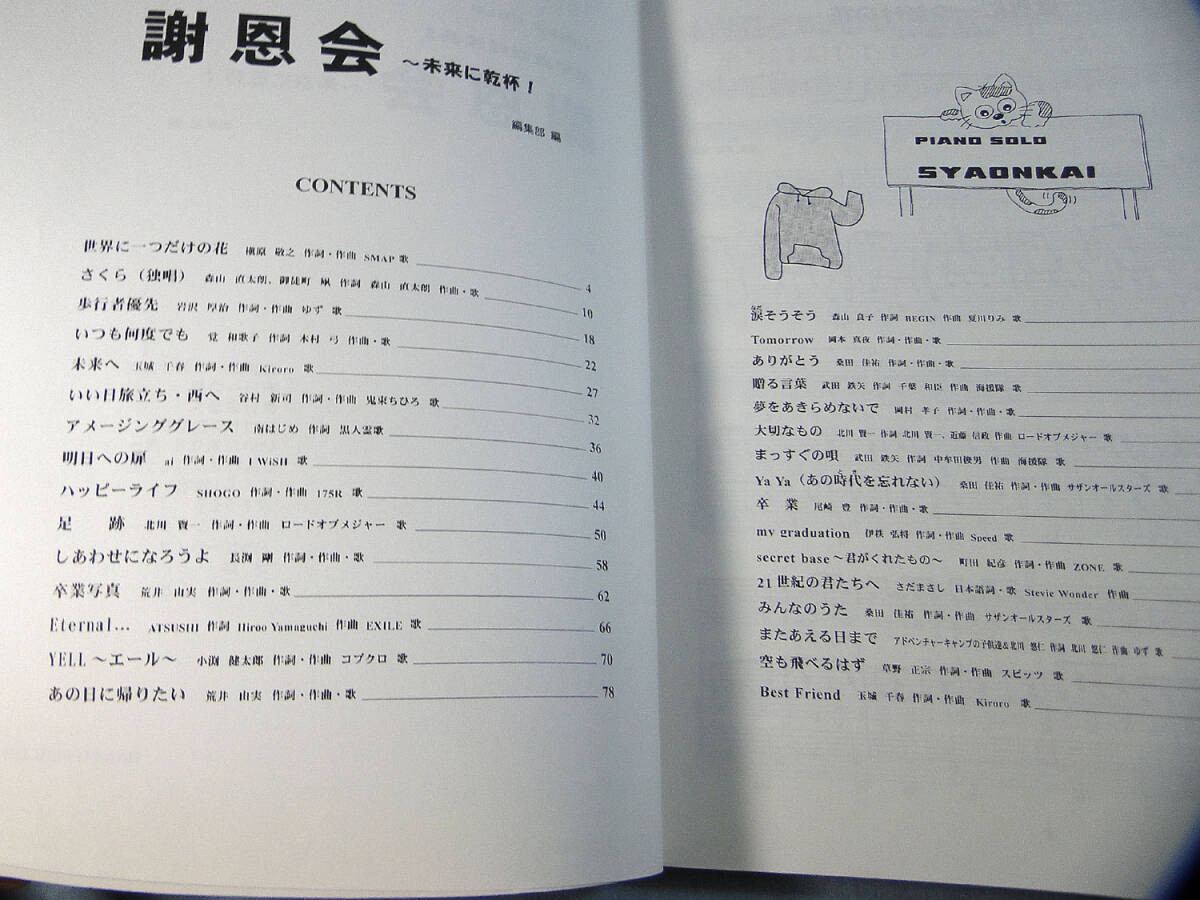 謝恩会 ～未来に乾杯！
編集部 編
CONTENTS
世界に一つだけの花 槇原 敬之 作詞・作曲 SMAP 歌 4
さくら（独唱） 森山 直太朗、御徒町 凧 作詞 森山 直太朗 作曲・歌 10
歩行者優先 岩沢 厚治 作詞・作曲 ゆず 歌 18
いつも何度でも 覚 和歌子 作詞 木村 弓 作曲・歌 22
未来へ 玉城 千春 作詞・作曲 Kiroro 歌 27
いい日旅立ち・西へ 谷村 新司 作詞・作曲 鬼束ちひろ 歌 32
アメージンググレース 南はじめ 作詞 黒人霊歌 36
明日への扉 ai 作詞・作曲 I WiSH 歌 40
ハッピーライフ SHOGO 作詞・作曲 175R 歌 44
足 跡 北川 賢一 作詞・作曲 ロードオブメジャー 歌 50
しあわせになろうよ 長渕 剛 作詞・作曲・歌 58
卒業写真 荒井 由実 作詞・作曲・歌 62
Eternal... ATSUSHI 作詞 Hiroo Yamaguchi 作曲 EXILE 歌 66
YELL～エール～ 小渕 健太郎 作詞・作曲 コブクロ 歌 70
あの日に帰りたい 荒井 由実 作詞・作曲・歌 78
PIANO SOLO
SYAONKAI
涙そうそう 森山 良子 作詞 BEGIN 作曲 夏川りみ 歌
Tomorrow 岡本 真夜 作詞・作曲・歌
ありがとう 桑田 佳祐 作詞・作曲・歌
贈る言葉 武田 鉄矢 作詞 千葉 和臣 作曲 海援隊 歌
夢をあきらめないで 岡村 孝子 作詞・作曲・歌
大切なもの 北川 賢一 作詞 北川 賢一、近藤 信政 作曲 ロードオブメジャー 歌
まっすぐの唄 武田 鉄矢 作詞 中牟田俊男 作曲 海援隊 歌
Ya Ya（あの時代を忘れない） 桑田 佳祐 作詞・作曲 サザンオールスターズ 歌
卒 業 尾崎 豊 作詞・作曲・歌
my graduation 伊秩 弘将 作詞・作曲 Speed 歌
secret base～君がくれたもの～ 町田 紀彦 作詞・作曲 ZONE 歌
21世紀の君たちへ さだまさし 日本語詞・歌 Stevie Wonder 作曲
みんなのうた 桑田 佳祐 作詞・作曲 サザンオールスターズ 歌
またあえる日まで アドベンチャーキャンプの子供達&北川 悠仁 作詞 北川 悠仁 作曲 ゆず 歌
空も飛べるはず 草野 正宗 作詞・作曲 スピッツ 歌
Best Friend 玉城 千春 作詞・作曲 Kiroro 歌